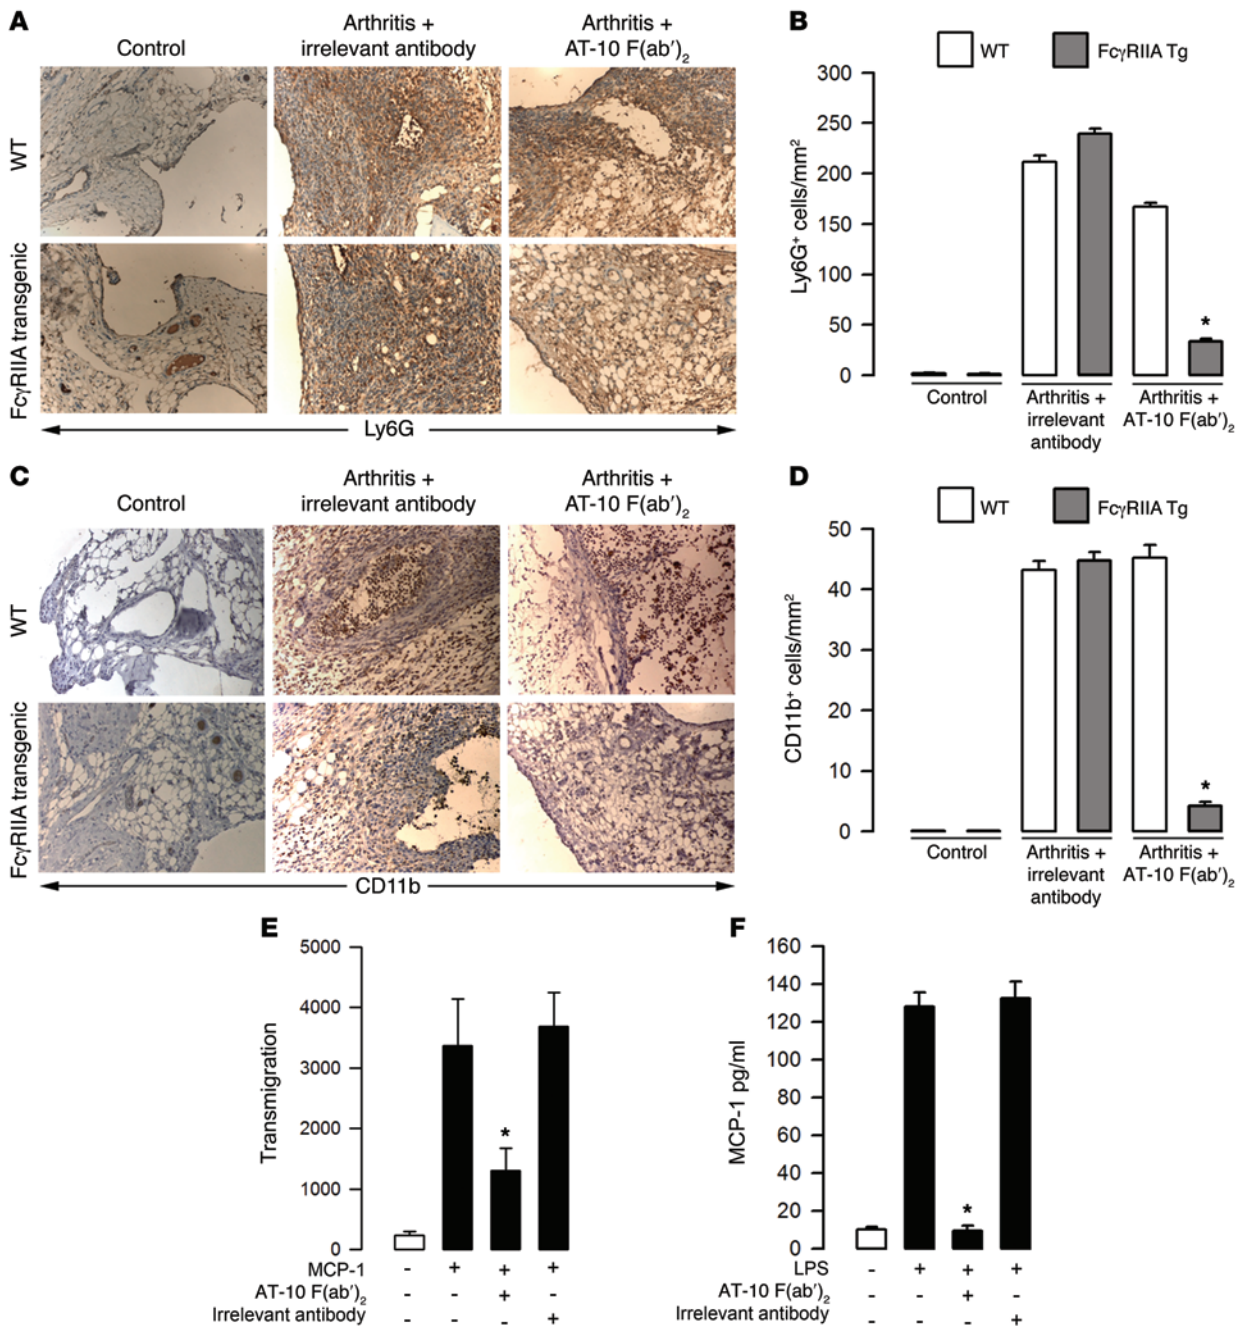 A
Control
Arthritis +
irrelevant antibody
Arthritis +
AT-10 F(ab′)₂
WT
FcγRIIA transgenic
Ly6G
B
WT
FcγRIIA Tg
Ly6G⁺ cells/mm²
300
250
200
150
100
50
0
Control
Arthritis +
irrelevant
antibody
Arthritis +
AT-10 F(ab′)₂
*
C
Control
Arthritis +
irrelevant antibody
Arthritis +
AT-10 F(ab′)₂
WT
FcγRIIA transgenic
CD11b
D
WT
FcγRIIA Tg
CD11b⁺ cells/mm²
50
40
30
20
10
0
*
Control
Arthritis +
irrelevant
antibody
Arthritis +
AT-10 F(ab′)₂
E
Transmigration
5000
4000
3000
2000
1000
0
*
MCP-1 - + + +
AT-10 F(ab′)₂ - - + -
Irrelevant antibody - - - +
F
MCP-1 pg/ml
160
140
120
100
80
60
40
20
0
*
LPS - + + +
AT-10 F(ab′)₂ - - + -
Irrelevant antibody - - - +